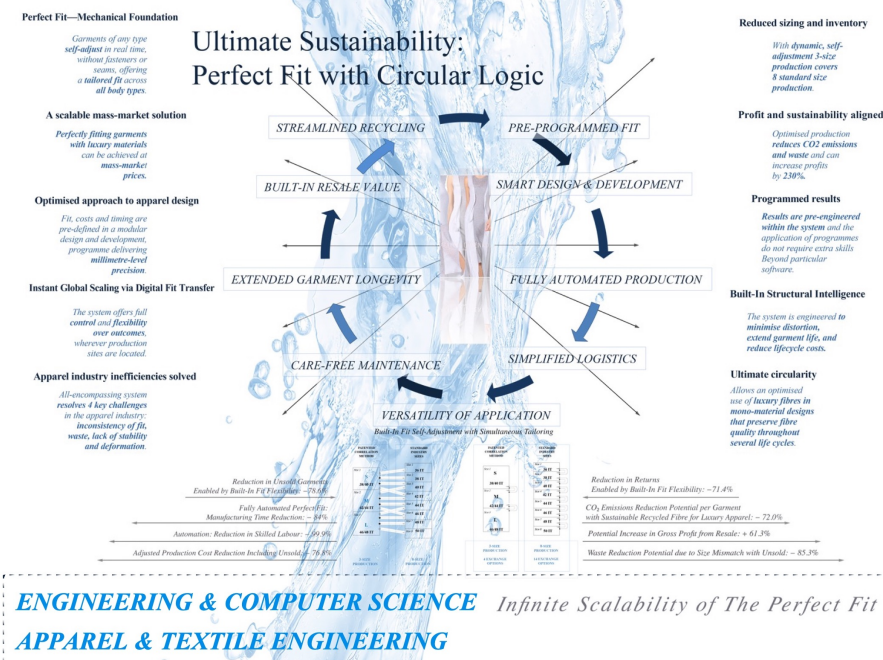 Ultimate Sustainability:
Perfect Fit with Circular Logic
Perfect Fit—Mechanical Foundation
Garments of any type
self-adjust in real time,
without fasteners or
seams, offering
a tailored fit across
all body types.
A scalable mass-market solution
Perfectly fitting garments
with luxury materials
can be achieved at
mass-market
prices.
Optimised approach to apparel design
Fit, costs and timing are
pre-defined in a modular
design and development,
programme delivering
millimetre-level
precision.
Instant Global Scaling via Digital Fit Transfer
The system offers full
control and flexibility
over outcomes,
wherever production
sites are located.
Apparel industry inefficiencies solved
All-encompassing system
resolves 4 key challenges
in the apparel industry:
inconsistency of fit,
waste, lack of stability
and deformation.
STREAMLINED RECYCLING
PRE-PROGRAMMED FIT
BUILT-IN RESALE VALUE
SMART DESIGN & DEVELOPMENT
EXTENDED GARMENT LONGEVITY
FULLY AUTOMATED PRODUCTION
CARE-FREE MAINTENANCE
SIMPLIFIED LOGISTICS
VERSATILITY OF APPLICATION
Built-In Fit Self-Adjustment with Simultaneous Tailoring
Reduced sizing and inventory
With dynamic, self-
adjustment 3-size
production covers
8 standard size
production.
Profit and sustainability aligned
Optimised production
reduces CO2 emissions
and waste and can
increase profits
by 230%.
Programmed results
Results are pre-engineered
within the system and the
application of programmes
do not require extra skills
Beyond particular
software.
Built-In Structural Intelligence
The system is engineered to
minimise distortion,
extend garment life, and
reduce lifecycle costs.
Ultimate circularity
Allows an optimised
use of luxury fibres in
mono-material designs
that preserve fibre
quality throughout
several life cycles.
Reduction in Unsold Garments
Enabled by Built-In Fit Flexibility: −78.6%
Fully Automated Perfect Fit:
Manufacturing Time Reduction: − 84%
Automation: Reduction in Skilled Labour: − 99.9%
Adjusted Production Cost Reduction Including Unsold: − 76.8%
Reduction in Returns
Enabled by Built-In Fit Flexibility: −71.4%
CO₂ Emissions Reduction Potential per Garment
with Sustainable Recycled Fibre for Luxury Apparel: − 72.0%
Potential Increase in Gross Profit from Resale: + 61.3%
Waste Reduction Potential due to Size Mismatch with Unsold: − 85.3%
ENGINEERING & COMPUTER SCIENCE
APPAREL & TEXTILE ENGINEERING
Infinite Scalability of The Perfect Fit